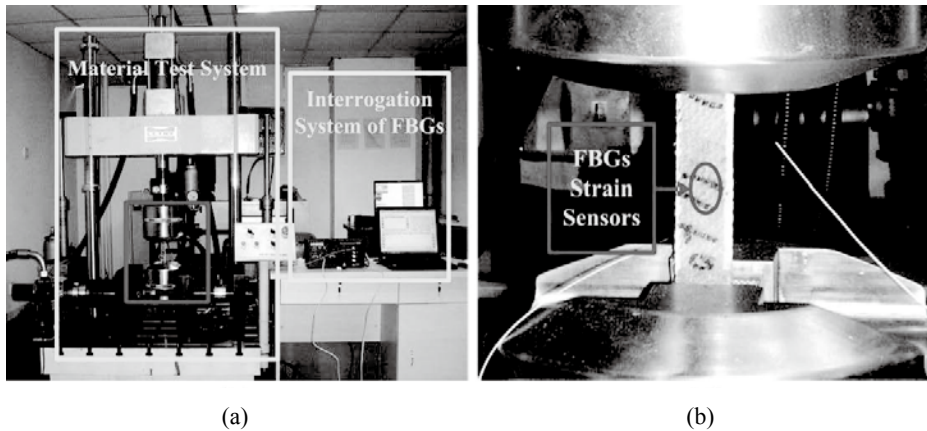 Material Test System
Interrogation
System of FBGs
FBGs
Strain
Sensors
(a)
(b)